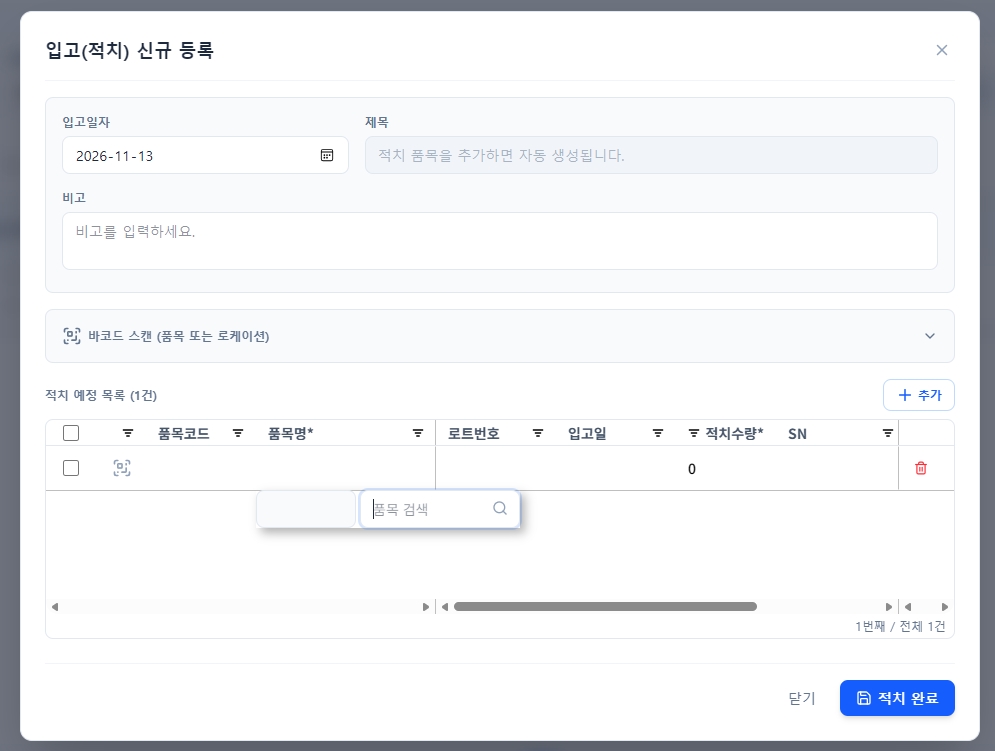 입고(적치) 신규 등록
입고일자
제목
2026-11-13
적치 품목을 추가하면 자동 생성됩니다.
비고
비고를 입력하세요.
바코드 스캔 (품목 또는 로케이션)
적치 예정 목록 (1건)
추가
품목코드 품목명* 로트번호 입고일 적치수량* SN
0
품목 검색
1번째 / 전체 1건
닫기
적치 완료